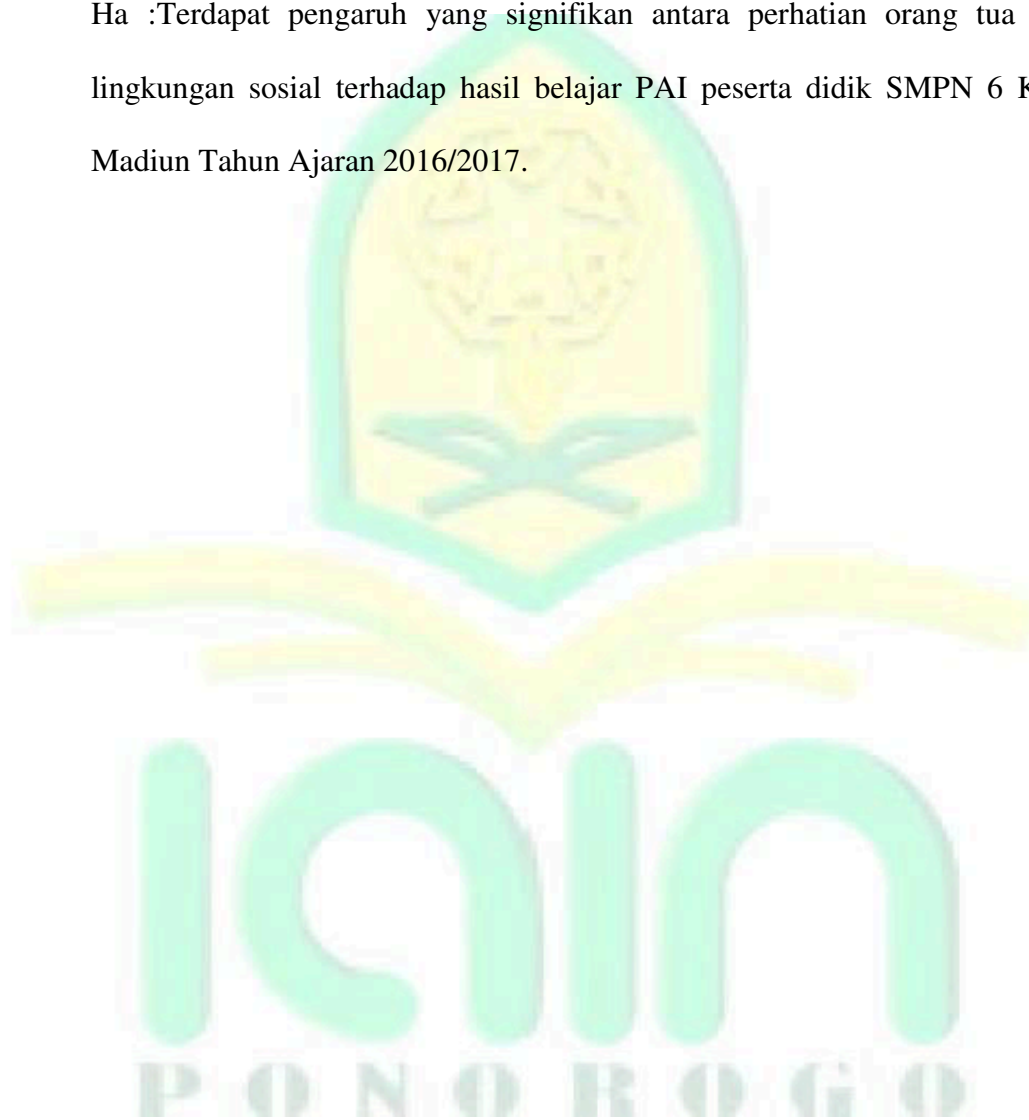 Ha :Terdapat pengaruh yang signifikan antara perhatian orang tua
lingkungan sosial terhadap hasil belajar PAI peserta didik SMPN 6 K
Madiun Tahun Ajaran 2016/2017.
iain
PONOROGO